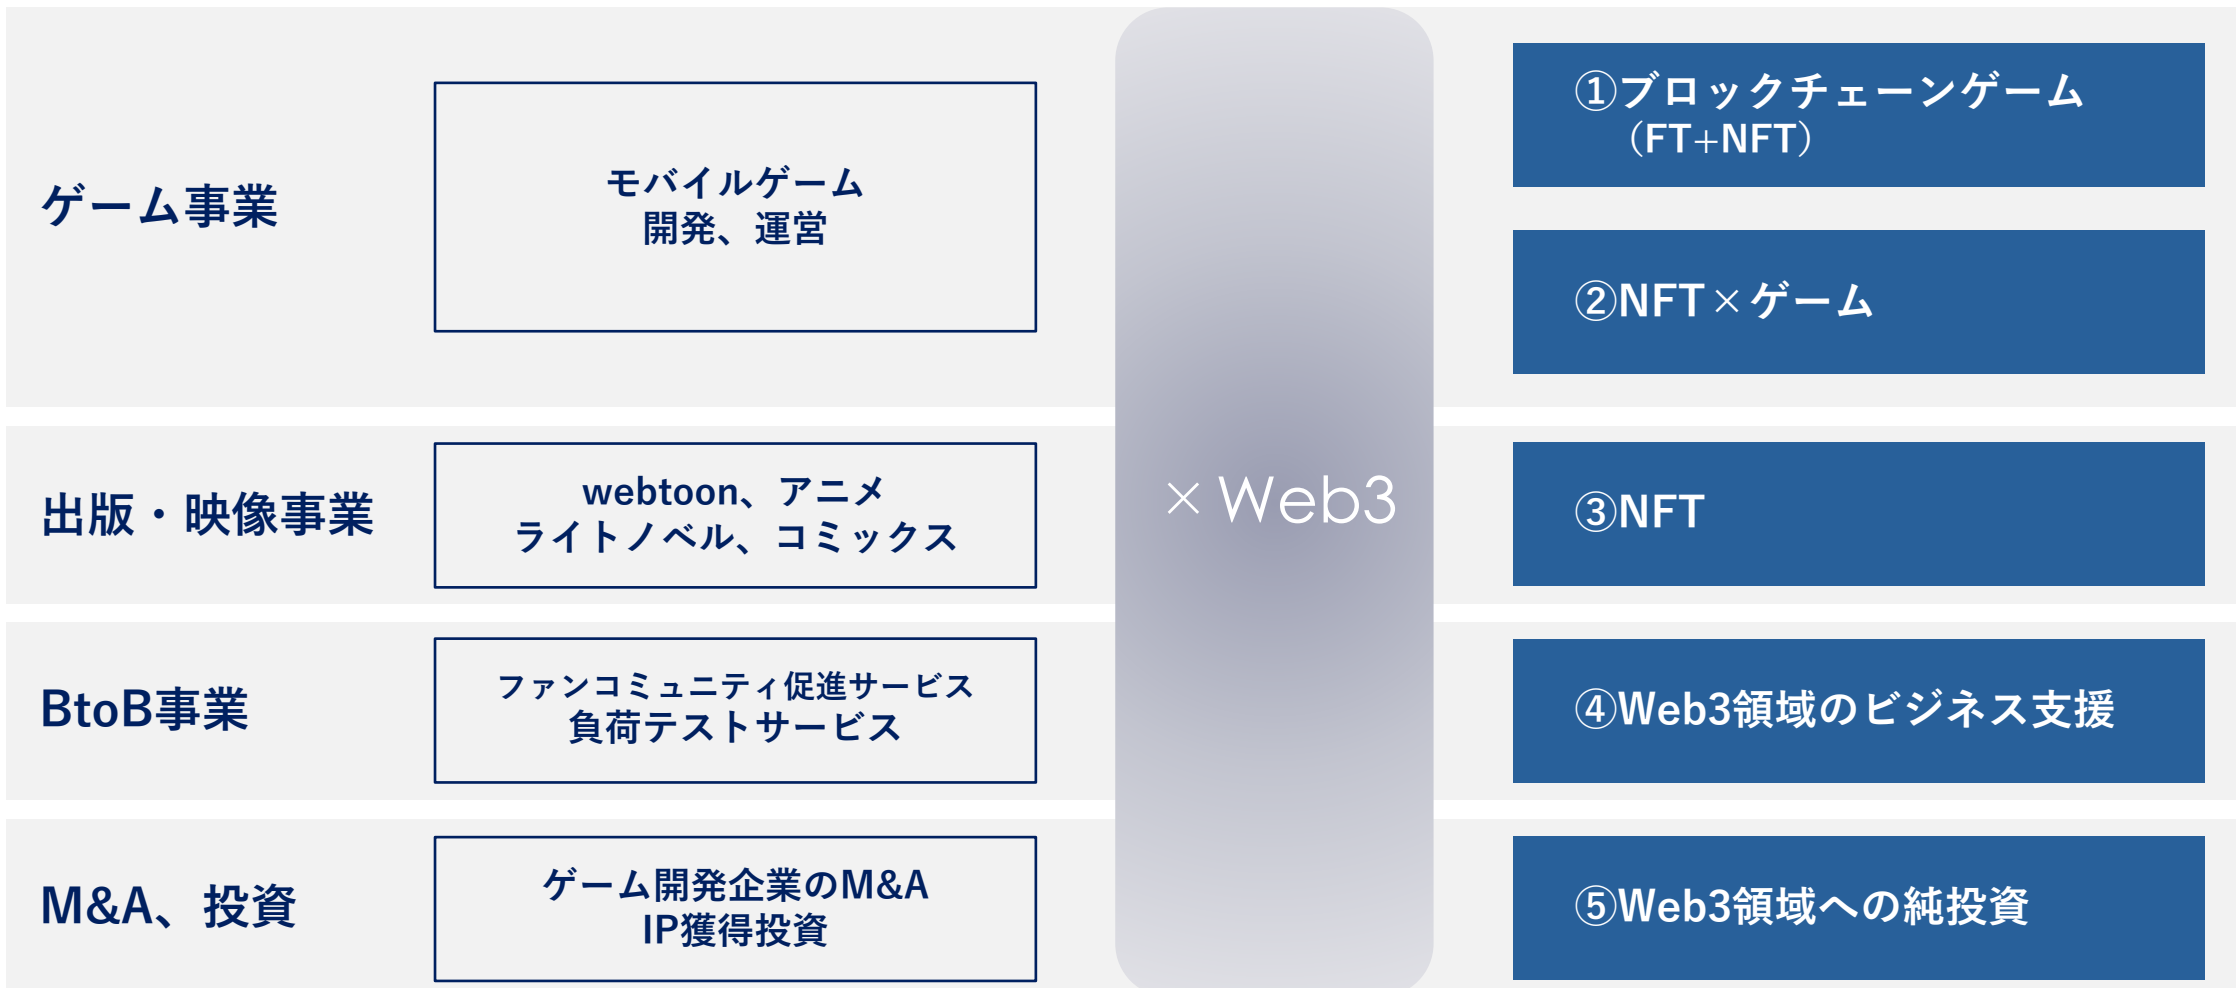 ゲーム事業
モバイルゲーム
開発、運営
①ブロックチェーンゲーム
（FT+NFT）
②NFT×ゲーム
出版・映像事業
webtoon、アニメ
ライトノベル、コミックス
× Web3
③NFT
BtoB事業
ファンコミュニティ促進サービス
負荷テストサービス
④Web3領域のビジネス支援
M&A、投資
ゲーム開発企業のM&A
IP獲得投資
⑤Web3領域への純投資